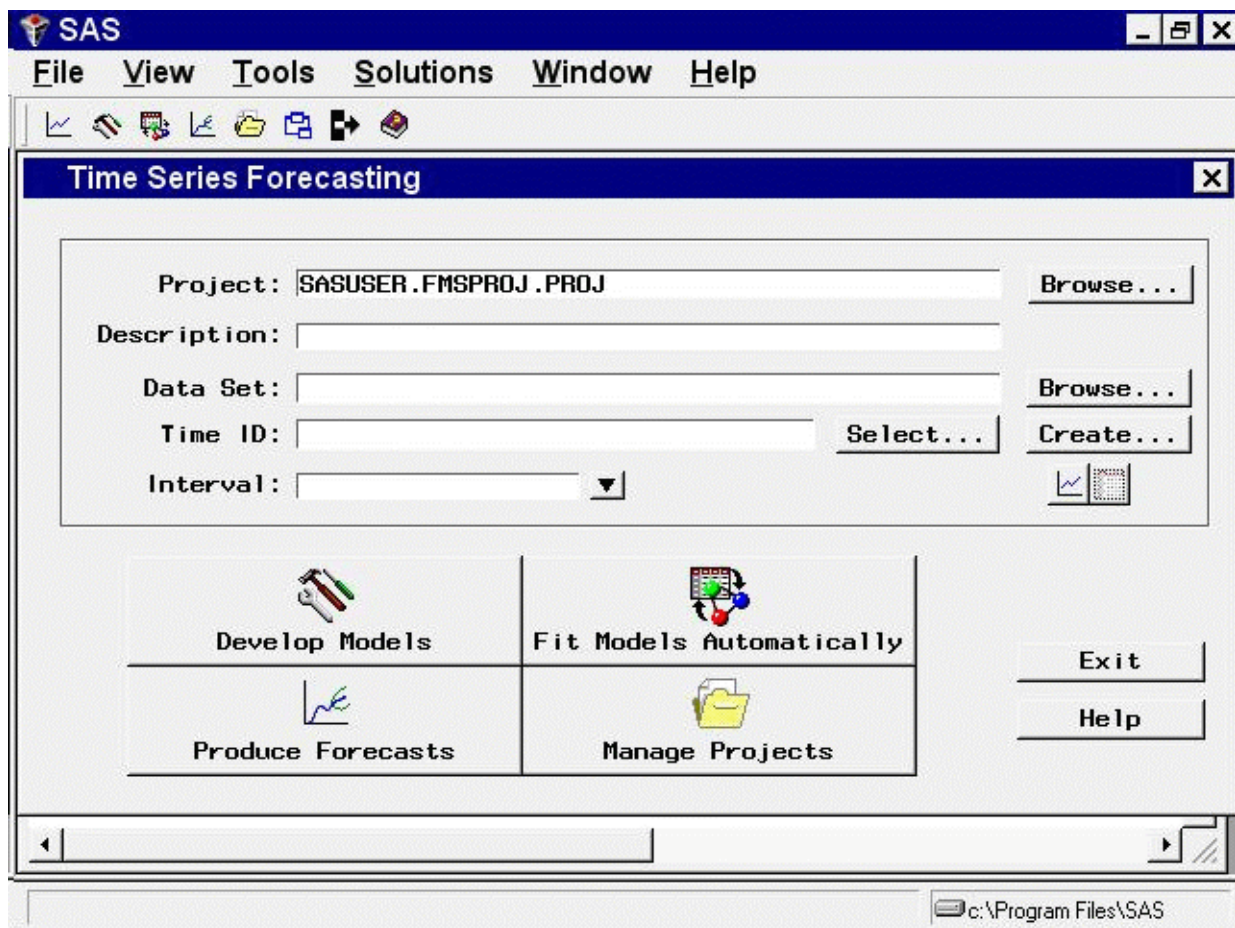 SAS
File View Tools Solutions Window Help
Time Series Forecasting
Project: SASUSER.FMSPROJ.PROJ Browse...
Description:
Data Set: Browse...
Time ID: Select... Create...
Interval:
Develop Models Fit Models Automatically
Exit
Produce Forecasts Manage Projects
Help
c:\Program Files\SAS